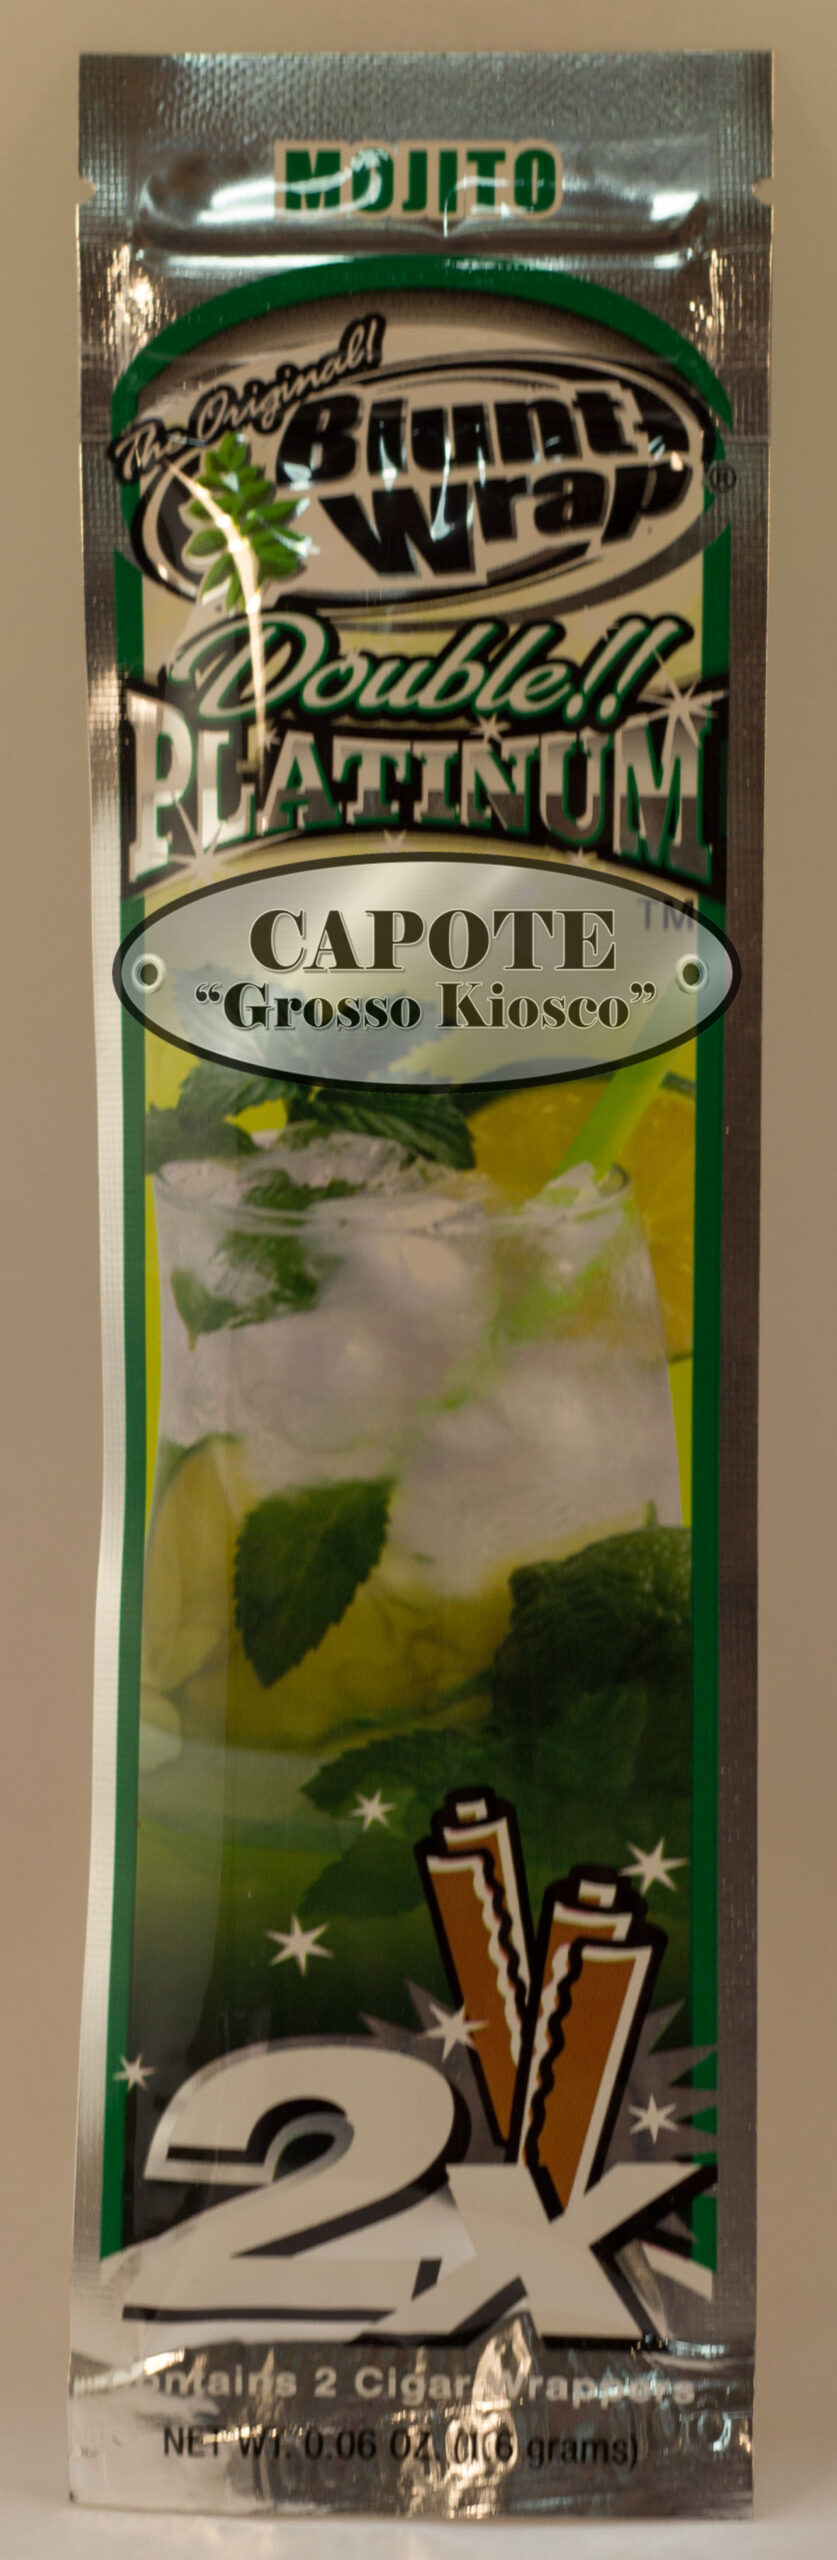 MOJITO
The Original!
Blunt
Wrap®
Double!!
PLATINUM
TM
CAPOTE
“Grosso Kiosco”
2x
Contains 2 Cigar Wrappers
NET WT. 0.06 OZ. (1.6 grams)